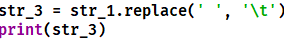 str_3 = str_1.replace(' ', '\t')
print(str_3)